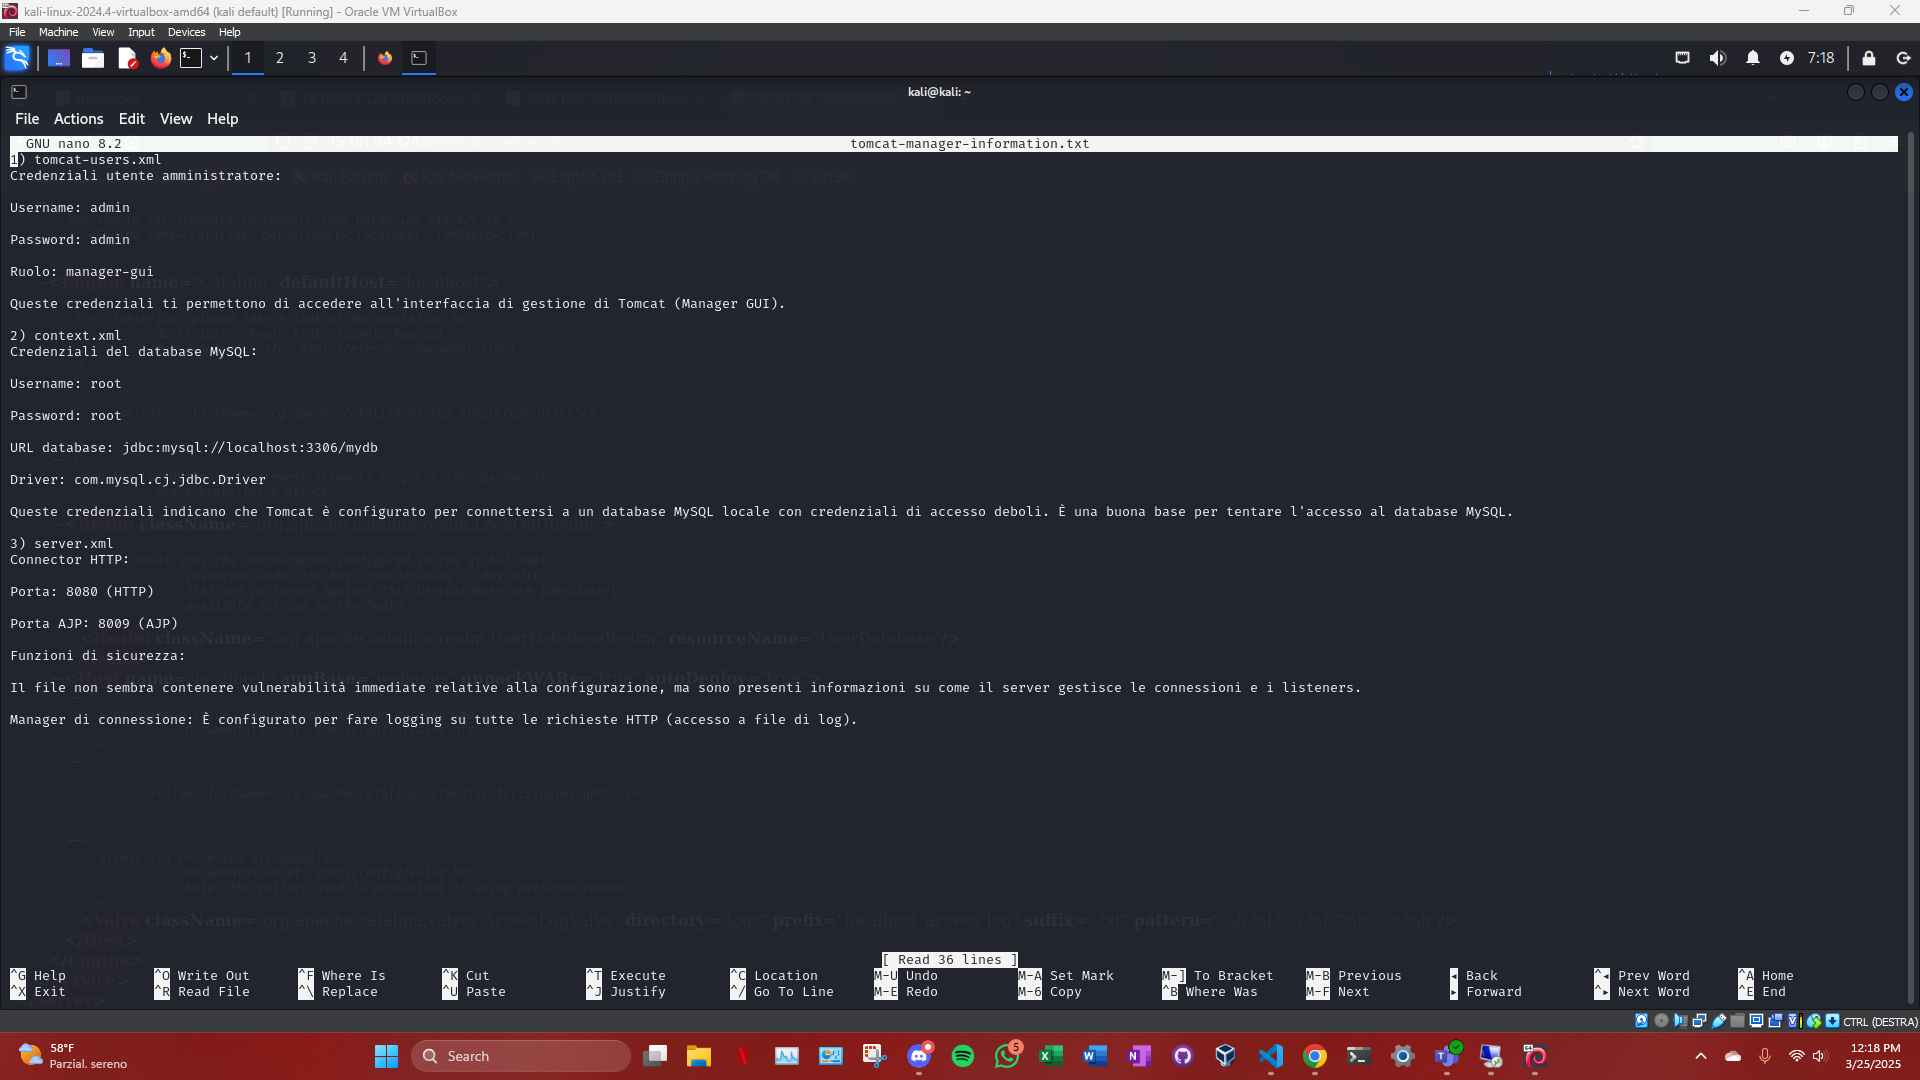 kali-linux-2024.4-virtualbox-amd64 (kali default) [Running] - Oracle VM VirtualBox
File Machine View Input Devices Help
1 2 3 4 7:18
kali@kali: ~
File Actions Edit View Help
GNU nano 8.2 tomcat-manager-information.txt
1) tomcat-users.xml
Credenziali utente amministratore:
Username: admin
Password: admin
Ruolo: manager-gui
Queste credenziali ti permettono di accedere all'interfaccia di gestione di Tomcat (Manager GUI).
2) context.xml
Credenziali del database MySQL:
Username: root
Password: root
URL database: jdbc:mysql://localhost:3306/mydb
Driver: com.mysql.cj.jdbc.Driver
Queste credenziali indicano che Tomcat è configurato per connettersi a un database MySQL locale con credenziali di accesso deboli. È una buona base per tentare l'accesso al database MySQL.
3) server.xml
Connector HTTP:
Porta: 8080 (HTTP)
Porta AJP: 8009 (AJP)
Funzioni di sicurezza:
Il file non sembra contenere vulnerabilità immediate relative alla configurazione, ma sono presenti informazioni su come il server gestisce le connessioni e i listeners.
Manager di connessione: È configurato per fare logging su tutte le richieste HTTP (accesso a file di log).
[ Read 36 lines ]
^G Help ^O Write Out ^F Where Is ^K Cut ^T Execute ^C Location M-U Undo M-A Set Mark M-] To Bracket M-B Previous ◂ Back ^◂ Prev Word ^A Home
^X Exit ^R Read File ^\ Replace ^U Paste ^J Justify ^/ Go To Line M-E Redo M-6 Copy ^B Where Was M-F Next ▸ Forward ^▸ Next Word ^E End
CTRL (DESTRA)
58°F
Parzial. sereno
Search
5
12:18 PM
3/25/2025